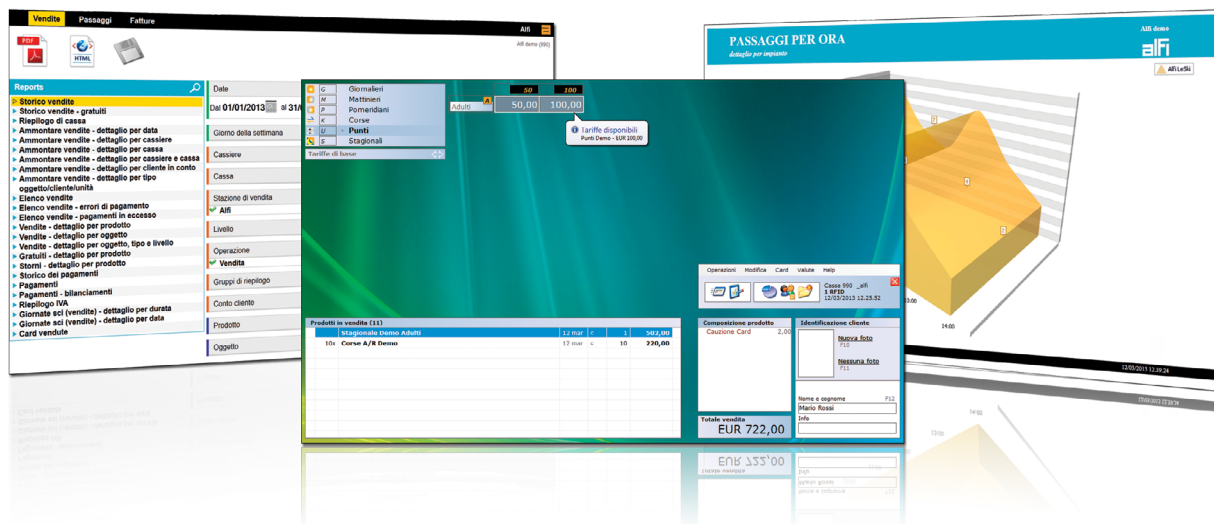 Vendite Passaggi Fatture
Alfi
Alfi demo (990)
PDF
HTML
Reports
Storico vendite
Storico vendite - gratuiti
Riepilogo di cassa
Ammontare vendite - dettaglio per data
Ammontare vendite - dettaglio per cassiere
Ammontare vendite - dettaglio per cassa
Ammontare vendite - dettaglio per cassiere e cassa
Ammontare vendite - dettaglio per cliente in conto
Ammontare vendite - dettaglio per tipo
oggetto/cliente/unità
Elenco vendite
Elenco vendite - errori di pagamento
Elenco vendite - pagamenti in eccesso
Vendite - dettaglio per prodotto
Vendite - dettaglio per oggetto
Vendite - dettaglio per oggetto, tipo e livello
Gratuiti - dettaglio per prodotto
Storni - dettaglio per prodotto
Storico dei pagamenti
Pagamenti
Pagamenti - bilanciamenti
Riepilogo IVA
Giornate sci (vendite) - dettaglio per durata
Giornate sci (vendite) - dettaglio per data
Card vendute
Date
Dal 01/01/2013 al 31/
Giorno della settimana
Cassiere
Cassa
Stazione di vendita
Alfi
Livello
Operazione
Vendita
Gruppi di riepilogo
Conto cliente
Prodotto
Oggetto
G Giornalieri
M Mattinieri
P Pomeridiani
K Corse
U - Punti
S Stagionali
Tariffe di base
50 100
Adulti A 50,00 100,00
Tariffe disponibili
Punti Demo - EUR 100,00
Operazioni Modifica Card Valute Help
Cassa 990 _alfi
1 RFID
12/03/2013 12.23.52
Prodotti in vendita (11)
Stagionale Demo Adulti 12 mar c 1 502,00
10x Corse A/R Demo 12 mar c 10 220,00
Composizione prodotto
Cauzione Card 2,00
Totale vendita
EUR 722,00
Identificazione cliente
Nuova foto
F10
Nessuna foto
F11
Nome e cognome F12
Mario Rossi
Info
PASSAGGI PER ORA
dettaglio per impianto
Alfi demo
alfi
Alfi LeSki
14:00
12/03/2013 12.39.24